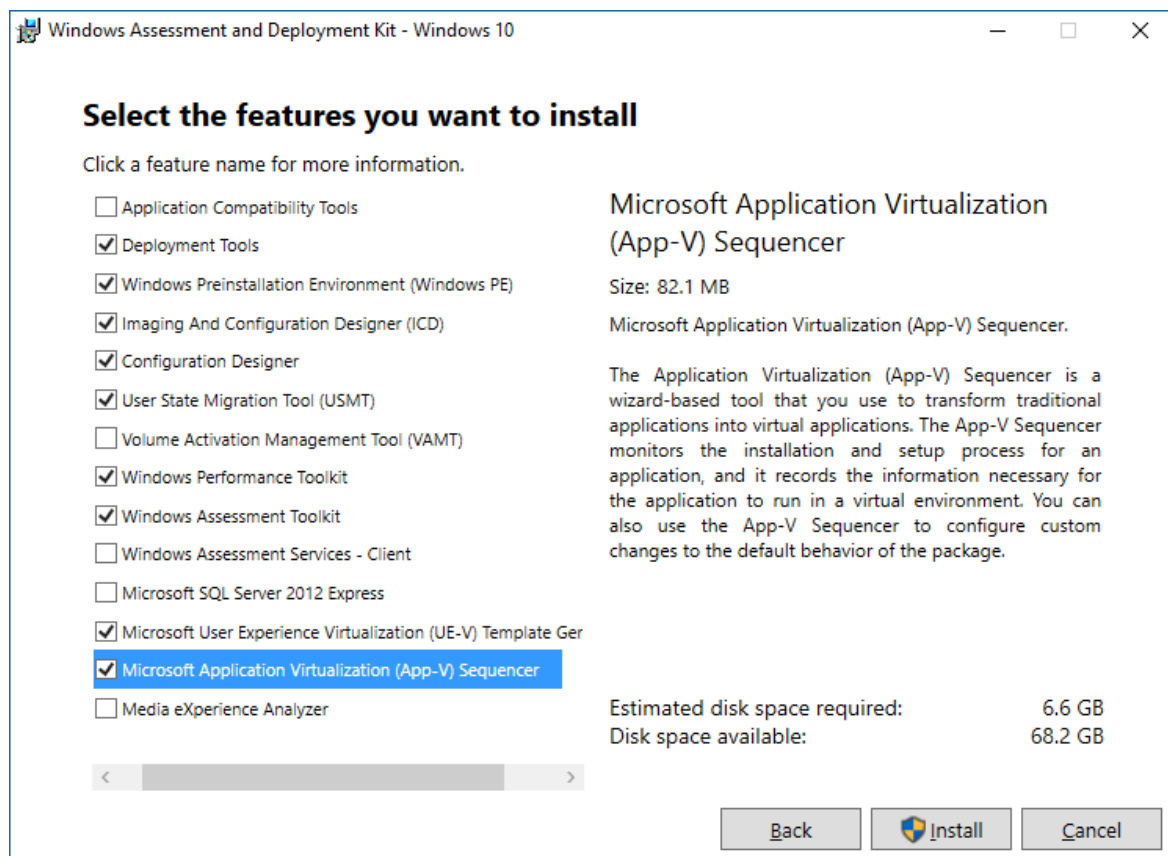 Windows Assessment and Deployment Kit - Windows 10
Select the features you want to install
Click a feature name for more information.
Application Compatibility Tools
Deployment Tools
Windows Preinstallation Environment (Windows PE)
Imaging And Configuration Designer (ICD)
Configuration Designer
User State Migration Tool (USMT)
Volume Activation Management Tool (VAMT)
Windows Performance Toolkit
Windows Assessment Toolkit
Windows Assessment Services - Client
Microsoft SQL Server 2012 Express
Microsoft User Experience Virtualization (UE-V) Template Ger
Microsoft Application Virtualization (App-V) Sequencer
Media eXperience Analyzer
Microsoft Application Virtualization
(App-V) Sequencer
Size: 82.1 MB
Microsoft Application Virtualization (App-V) Sequencer.
The Application Virtualization (App-V) Sequencer is a
wizard-based tool that you use to transform traditional
applications into virtual applications. The App-V Sequencer
monitors the installation and setup process for an
application, and it records the information necessary for
the application to run in a virtual environment. You can
also use the App-V Sequencer to configure custom
changes to the default behavior of the package.
Estimated disk space required: 6.6 GB
Disk space available: 68.2 GB
Back Install Cancel